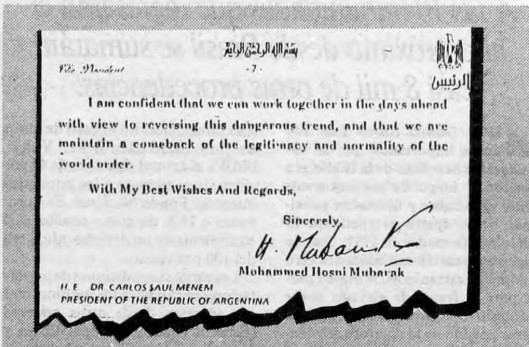 بسم الله الرحمن الرحيم
The President
- 7 -
الرئيس
I am confident that we can work together in the days ahead
with view to reversing this dangerous trend, and that we are
maintain a comeback of the legitimacy and normality of the
world order.
With My Best Wishes And Regards,
Sincerely,
H. Mubarak
Mohammed Hosni Mubarak
H. E DR. CARLOS SAUL MENEM
PRESIDENT OF THE REPUBLIC OF ARGENTINA